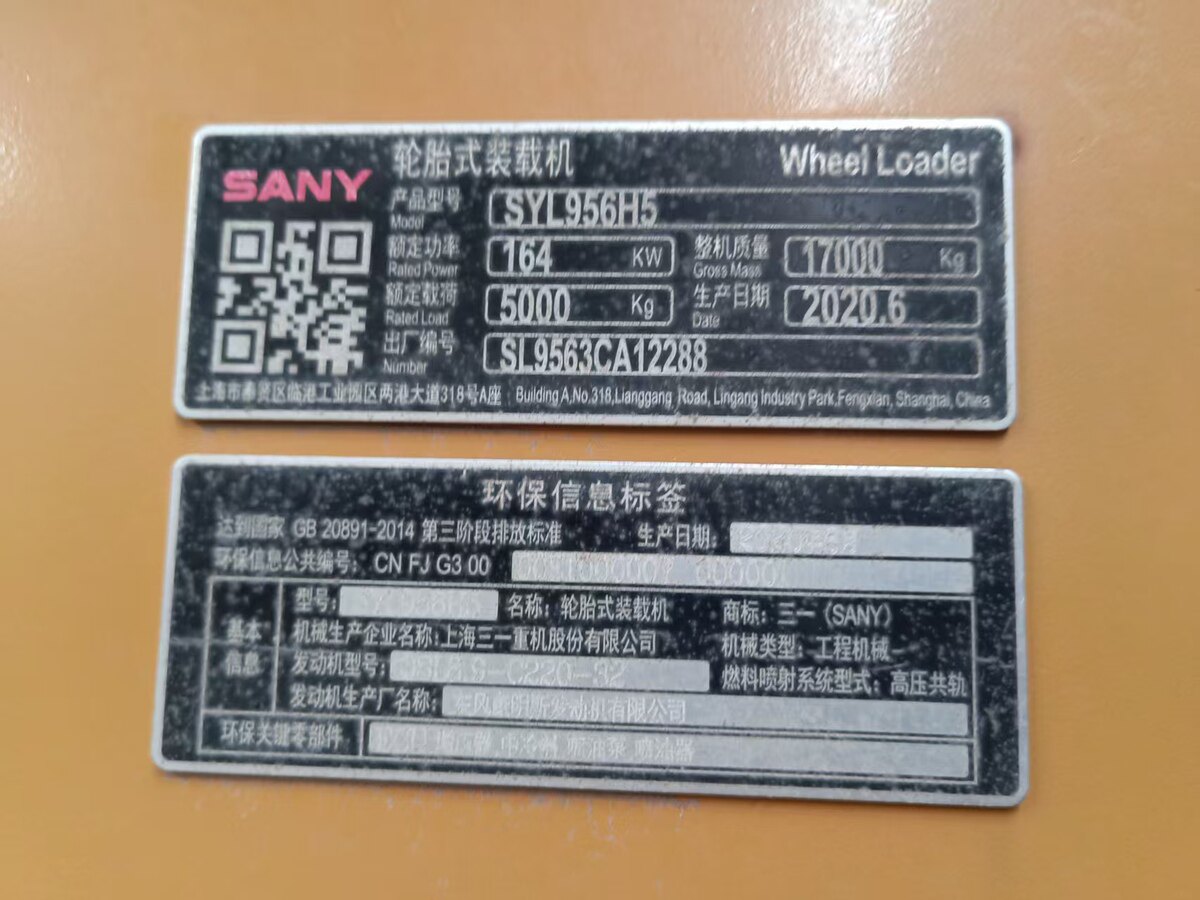 SANY 轮胎式装载机 Wheel Loader
产品型号 Model SYL956H5
额定功率 Rated Power 164 KW 整机质量 Gross Mass 17000 Kg
额定载荷 Rated Load 5000 Kg 生产日期 Date 2020.6
出厂编号 Number SL9563CA12288
上海市奉贤区临港工业园区两港大道318号A座 Building A,No.318,Lianggang Road, Lingang Industry Park,Fengxian, Shanghai, China
环保信息标签
达到国家 GB 20891-2014 第三阶段排放标准 生产日期:
环保信息公共编号: CN FJ G3 00
基本信息
型号: 名称: 轮胎式装载机 商标: 三一 (SANY)
机械生产企业名称:上海三一重机股份有限公司 机械类型: 工程机械
发动机型号: 燃料喷射系统型式: 高压共轨
发动机生产厂名称: 发动机有限公司
环保关键零部件